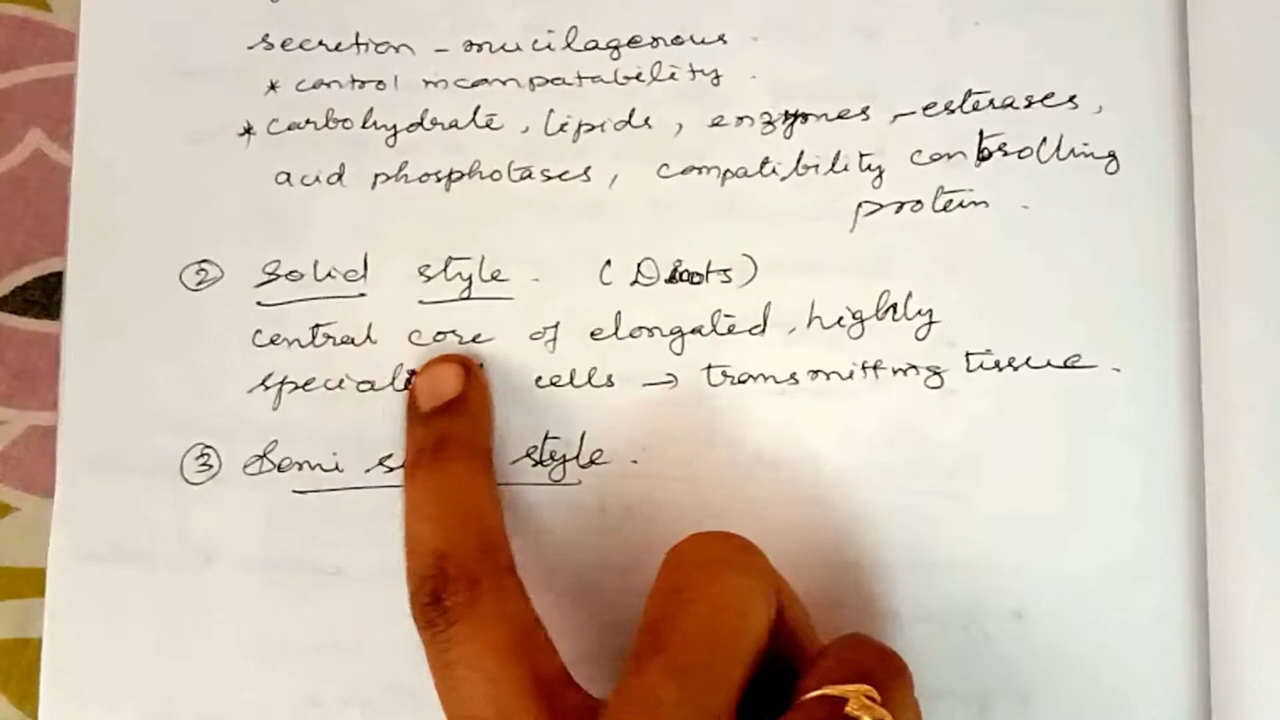 secretion - mucilagenous.
* control incompatability.
* carbohydrate, lipids, enzymes - esterases,
acid phosphotases, compatibility controlling
protein.
② Solid style. (Dicots)
central core of elongated, highly
cells → transmitting tissue.
③ Semi style.